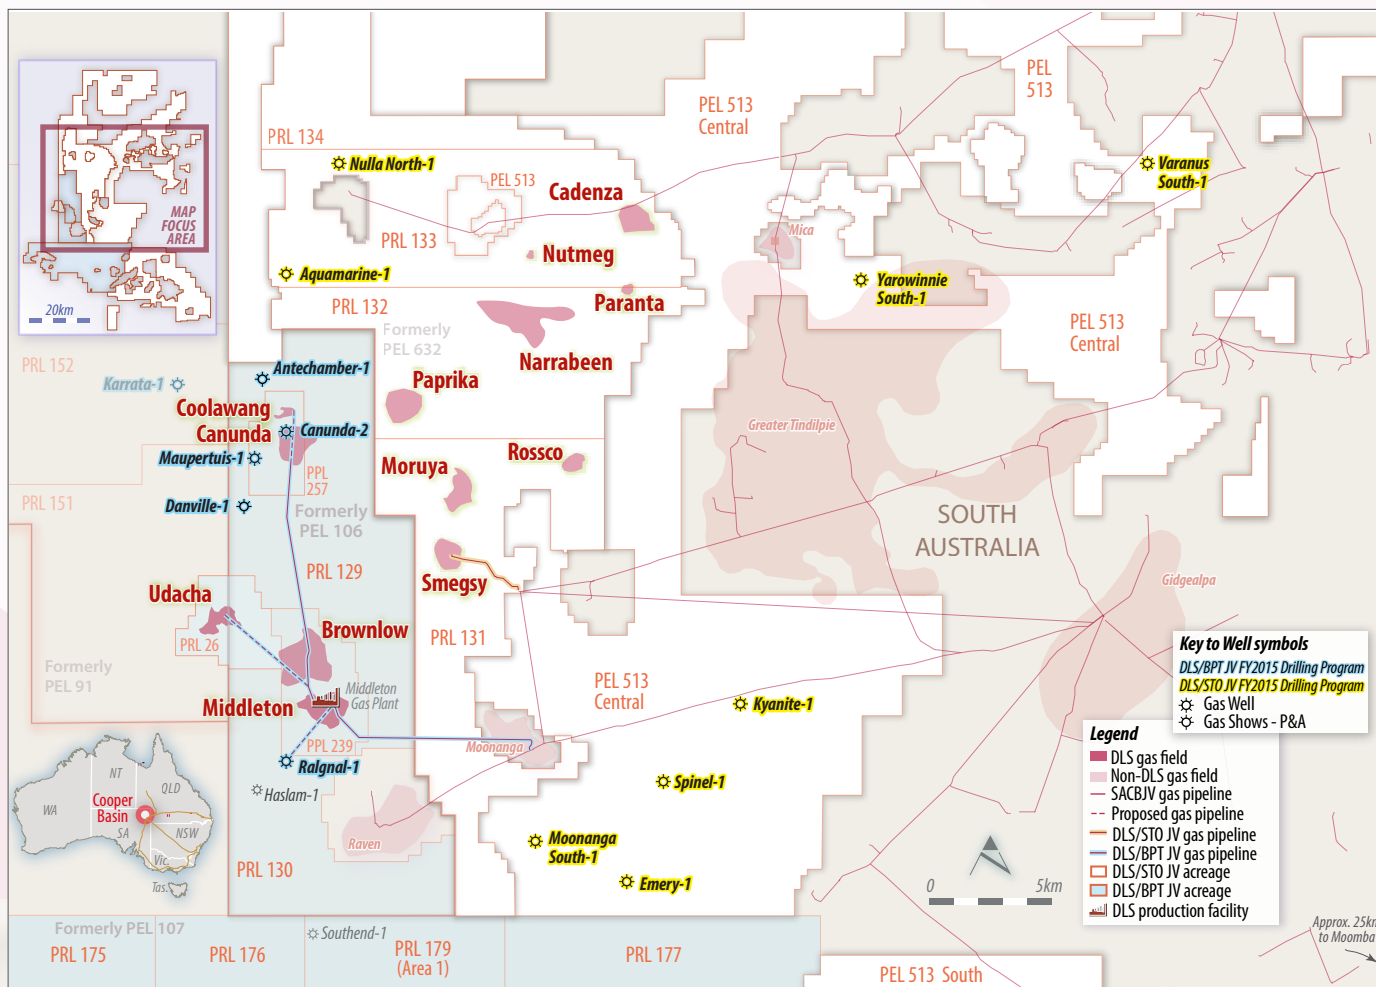 PEL 513 Central
PEL
513
PRL 134
Nulla North-1
PEL 513
Cadenza
Varanus
South-1
MAP
FOCUS
AREA
PRL 133
Mica
Nutmeg
Aquamarine-1
Yarowinnie
South-1
20km
PRL 132
Paranta
Formerly
PEL 632
PEL 513
Central
Narrabeen
PRL 152
Karrata-1
Antechamber-1
Paprika
Coolawang
Canunda
Canunda-2
Greater Tindilpie
Maupertuis-1
Moruya
Rossco
PPL
257
PRL 151
Danville-1
Formerly
PEL 106
SOUTH
AUSTRALIA
PRL 129
Smegsy
Gidgealpa
Udacha
Brownlow
PRL 26
PRL 131
Formerly
PEL 91
PEL 513
Central
Middleton
Gas Plant
Middleton
Kyanite-1
PPL 239
Moonanga
Ralgnal-1
Spinel-1
Haslam-1
Raven
Moonanga
South-1
Emery-1
PRL 130
WA
NT
QLD
Cooper
Basin
SA
NSW
Vic.
Tas.
Key to Well symbols
DLS/BPT JV FY2015 Drilling Program
DLS/STO JV FY2015 Drilling Program
Gas Well
Gas Shows - P&A
Legend
DLS gas field
Non-DLS gas field
SACBJV gas pipeline
Proposed gas pipeline
DLS/STO JV gas pipeline
DLS/BPT JV gas pipeline
DLS/STO JV acreage
DLS/BPT JV acreage
DLS production facility
0 5km
Formerly PEL 107
Southend-1
PRL 175
PRL 176
PRL 179
(Area 1)
PRL 177
PEL 513 South
Approx. 25km
to Moomba